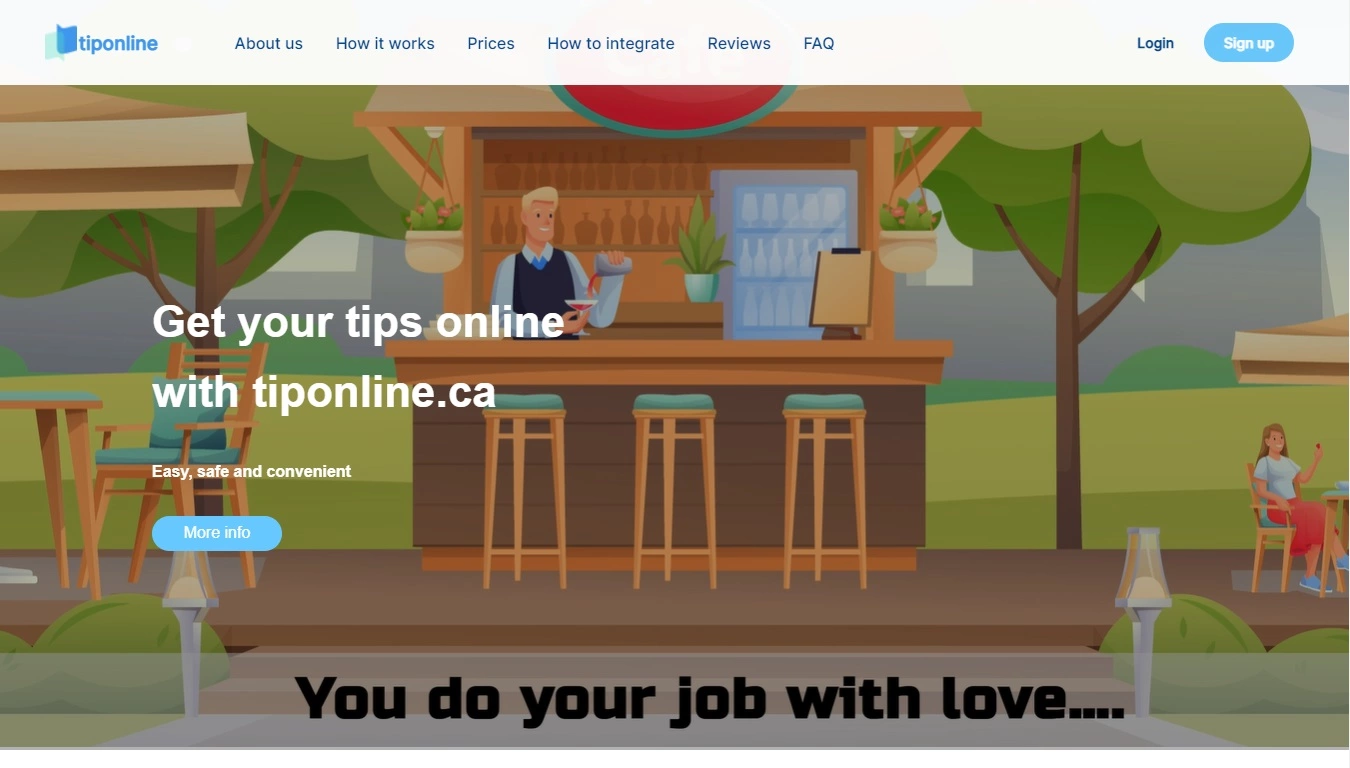 tiponline
About us
How it works
Prices
How to integrate
Reviews
FAQ
Login
Sign up
Get your tips online
with tiponline.ca
Easy, safe and convenient
More info
You do your job with love....